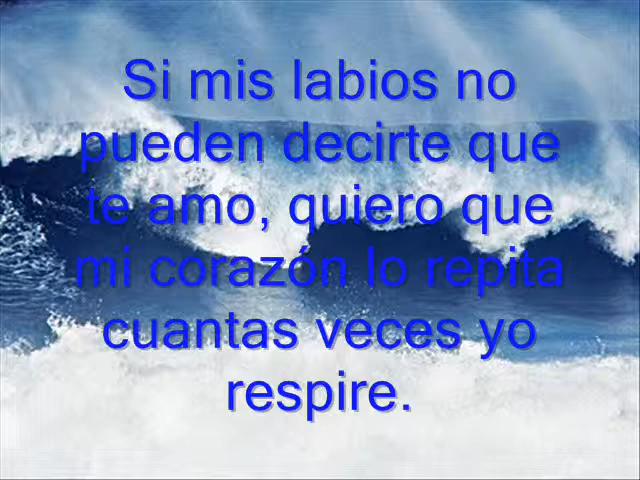 Si mis labios no
pueden decirte que
te amo, quiero que
mi corazón lo repita
cuantas veces yo
respire.